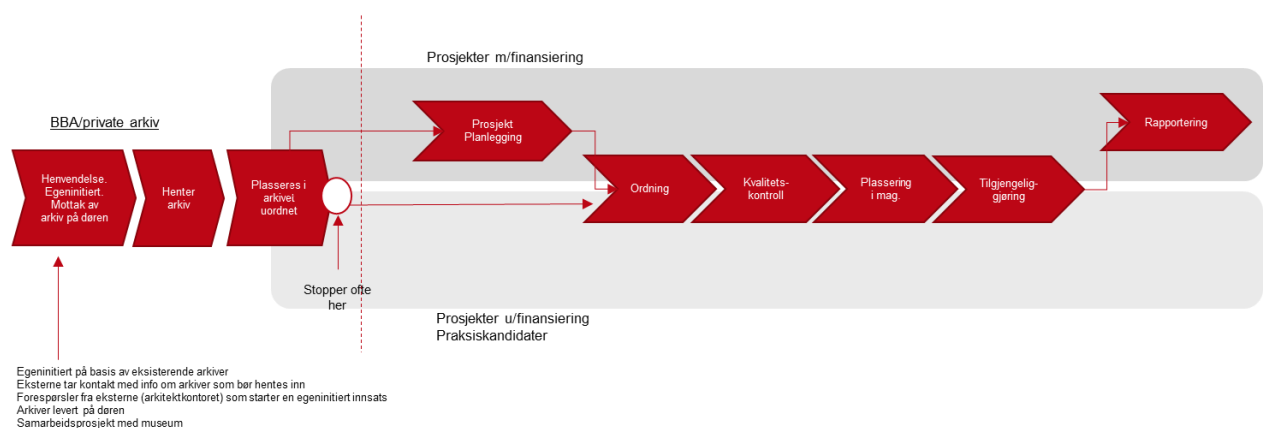 Prosjekter m/finansiering
BBA/private arkiv
Henvendelse.
Egeninitiert.
Mottak av
arkiv på døren
Henter
arkiv
Plasseres i
arkivet
uordnet
Prosjekt
Planlegging
Ordning
Kvalitets-
kontroll
Plassering
i mag.
Tilgjengelig-
gjøring
Rapportering
Stopper ofte
her
Prosjekter u/finansiering
Praksiskandidater
Egeninitiert på basis av eksisterende arkiver
Eksterne tar kontakt med info om arkiver som bør hentes inn
Forespørsler fra eksterne (arkitektkontoret) som starter en egeninitiert innsats
Arkiver levert på døren
Samarbeidsprosjekt med museum